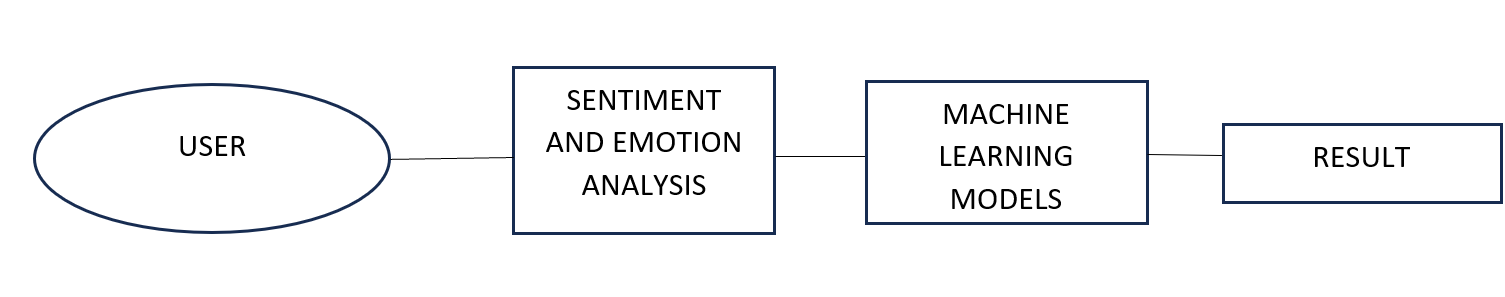 USER
SENTIMENT
AND EMOTION
ANALYSIS
MACHINE
LEARNING
MODELS
RESULT